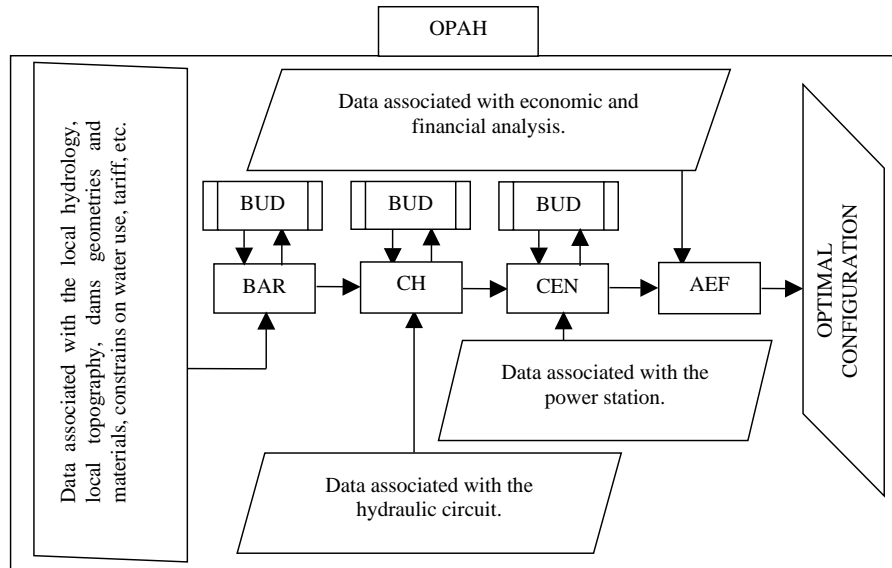 OPAH
Data associated with the local hydrology,
local topography, dams geometries and
materials, constrains on water use, tariff, etc.
Data associated with economic and
financial analysis.
BUD
BUD
BUD
BAR
CH
CEN
AEF
OPTIMAL
CONFIGURATION
Data associated with the
power station.
Data associated with the
hydraulic circuit.